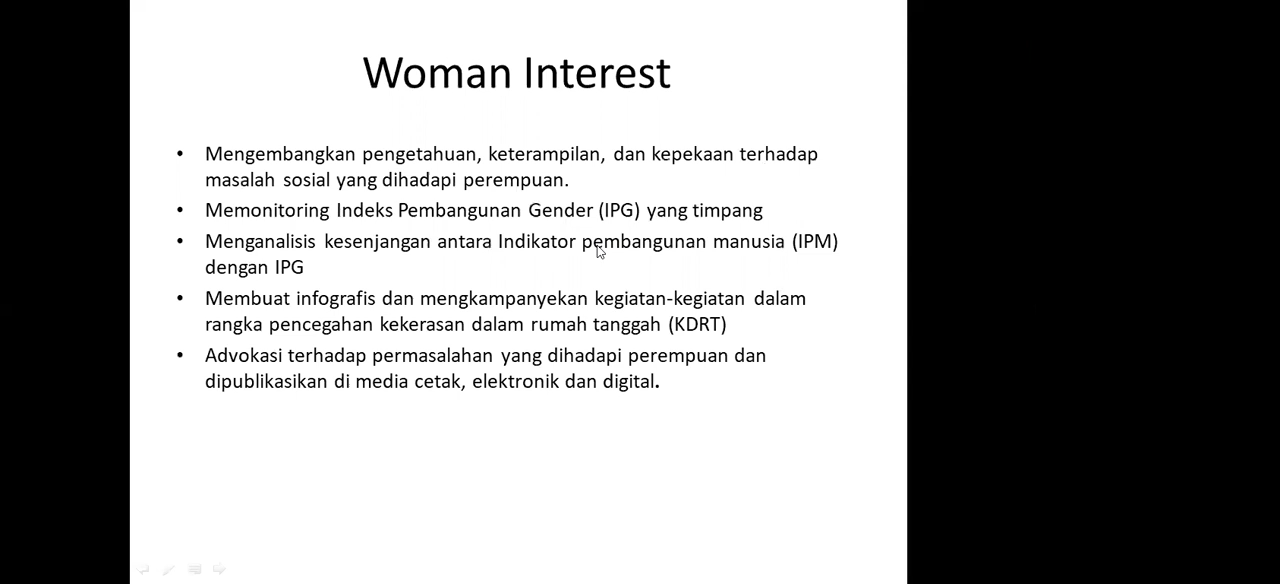 Woman Interest
• Mengembangkan pengetahuan, keterampilan, dan kepekaan terhadap
masalah sosial yang dihadapi perempuan.
• Memonitoring Indeks Pembangunan Gender (IPG) yang timpang
• Menganalisis kesenjangan antara Indikator pembangunan manusia (IPM)
dengan IPG
• Membuat infografis dan mengkampanyekan kegiatan-kegiatan dalam
rangka pencegahan kekerasan dalam rumah tanggah (KDRT)
• Advokasi terhadap permasalahan yang dihadapi perempuan dan
dipublikasikan di media cetak, elektronik dan digital.